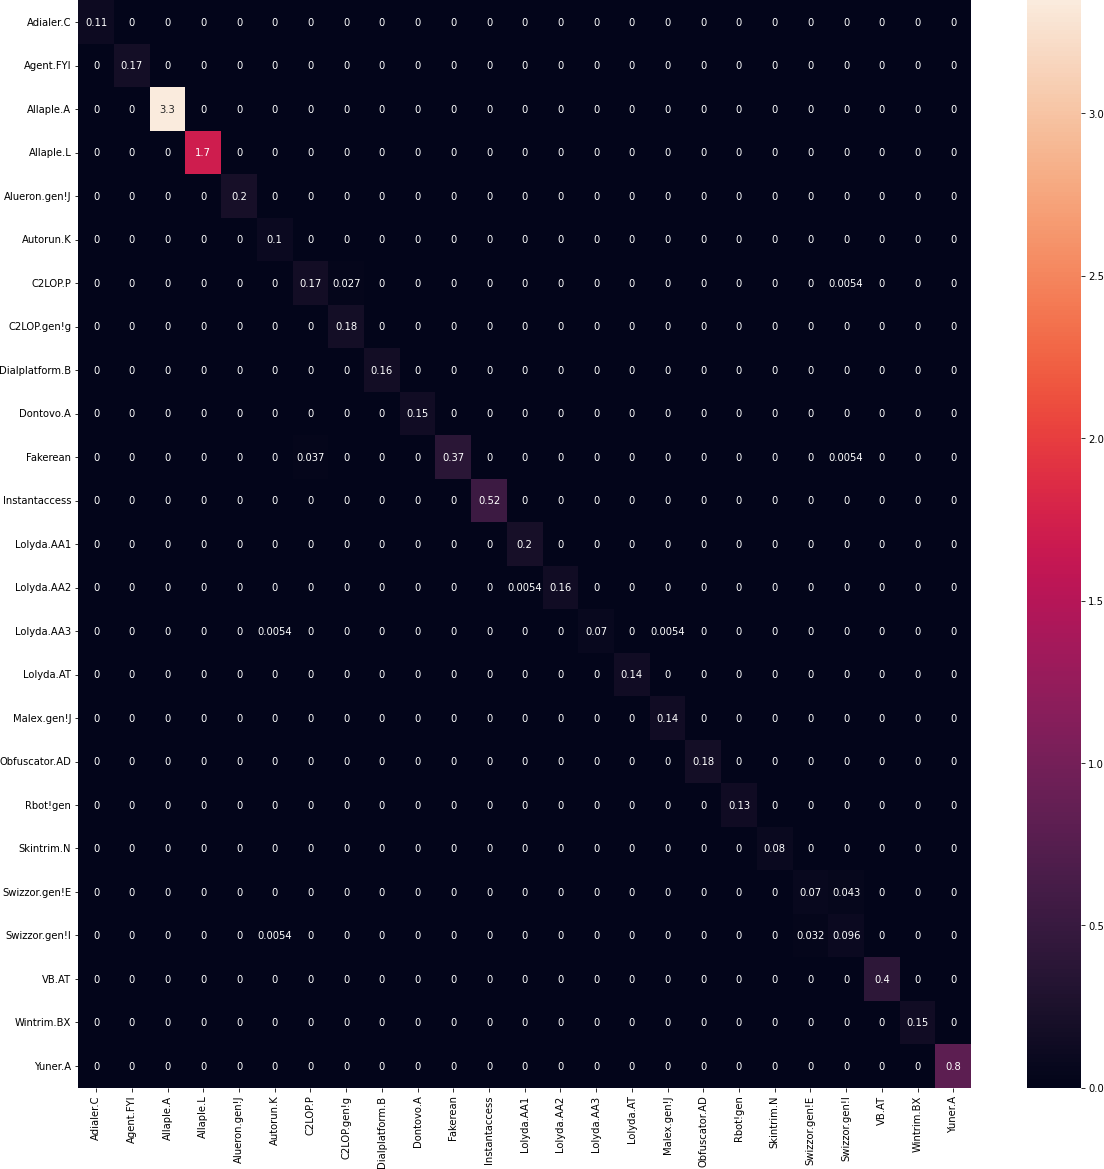 Adialer.C 0.11 0 0 0 0 0 0 0 0 0 0 0 0 0 0 0 0 0 0 0 0 0 0 0 0
Agent.FYI 0 0.17 0 0 0 0 0 0 0 0 0 0 0 0 0 0 0 0 0 0 0 0 0 0 0
Allaple.A 0 0 3.3 0 0 0 0 0 0 0 0 0 0 0 0 0 0 0 0 0 0 0 0 0 0
Allaple.L 0 0 0 1.7 0 0 0 0 0 0 0 0 0 0 0 0 0 0 0 0 0 0 0 0 0
Alueron.gen!J 0 0 0 0 0.2 0 0 0 0 0 0 0 0 0 0 0 0 0 0 0 0 0 0 0 0
Autorun.K 0 0 0 0 0 0.1 0 0 0 0 0 0 0 0 0 0 0 0 0 0 0 0 0 0 0
C2LOP.P 0 0 0 0 0 0 0.17 0.027 0 0 0 0 0 0 0 0 0 0 0 0 0 0.0054 0 0 0
C2LOP.gen!g 0 0 0 0 0 0 0 0.18 0 0 0 0 0 0 0 0 0 0 0 0 0 0 0 0 0
Dialplatform.B 0 0 0 0 0 0 0 0 0.16 0 0 0 0 0 0 0 0 0 0 0 0 0 0 0 0
Dontovo.A 0 0 0 0 0 0 0 0 0 0.15 0 0 0 0 0 0 0 0 0 0 0 0 0 0 0
Fakerean 0 0 0 0 0 0 0.037 0 0 0 0.37 0 0 0 0 0 0 0 0 0 0 0.0054 0 0 0
Instantaccess 0 0 0 0 0 0 0 0 0 0 0 0.52 0 0 0 0 0 0 0 0 0 0 0 0 0
Lolyda.AA1 0 0 0 0 0 0 0 0 0 0 0 0 0.2 0 0 0 0 0 0 0 0 0 0 0 0
Lolyda.AA2 0 0 0 0 0 0 0 0 0 0 0 0 0.0054 0.16 0 0 0 0 0 0 0 0 0 0 0
Lolyda.AA3 0 0 0 0 0 0.0054 0 0 0 0 0 0 0 0 0.07 0 0.0054 0 0 0 0 0 0 0 0
Lolyda.AT 0 0 0 0 0 0 0 0 0 0 0 0 0 0 0 0.14 0 0 0 0 0 0 0 0 0
Malex.gen!J 0 0 0 0 0 0 0 0 0 0 0 0 0 0 0 0 0.14 0 0 0 0 0 0 0 0
Obfuscator.AD 0 0 0 0 0 0 0 0 0 0 0 0 0 0 0 0 0 0.18 0 0 0 0 0 0 0
Rbot!gen 0 0 0 0 0 0 0 0 0 0 0 0 0 0 0 0 0 0 0.13 0 0 0 0 0 0
Skintrim.N 0 0 0 0 0 0 0 0 0 0 0 0 0 0 0 0 0 0 0 0.08 0 0 0 0 0
Swizzor.gen!E 0 0 0 0 0 0 0 0 0 0 0 0 0 0 0 0 0 0 0 0 0.07 0.043 0 0 0
Swizzor.gen!I 0 0 0 0 0 0.0054 0 0 0 0 0 0 0 0 0 0 0 0 0 0 0.032 0.096 0 0 0
VB.AT 0 0 0 0 0 0 0 0 0 0 0 0 0 0 0 0 0 0 0 0 0 0 0.4 0 0
Wintrim.BX 0 0 0 0 0 0 0 0 0 0 0 0 0 0 0 0 0 0 0 0 0 0 0 0.15 0
Yuner.A 0 0 0 0 0 0 0 0 0 0 0 0 0 0 0 0 0 0 0 0 0 0 0 0 0.8
Adialer.C
Agent.FYI
Allaple.A
Allaple.L
Alueron.gen!J
Autorun.K
C2LOP.P
C2LOP.gen!g
Dialplatform.B
Dontovo.A
Fakerean
Instantaccess
Lolyda.AA1
Lolyda.AA2
Lolyda.AA3
Lolyda.AT
Malex.gen!J
Obfuscator.AD
Rbot!gen
Skintrim.N
Swizzor.gen!E
Swizzor.gen!I
VB.AT
Wintrim.BX
Yuner.A
3.0
2.5
2.0
1.5
1.0
0.5
0.0